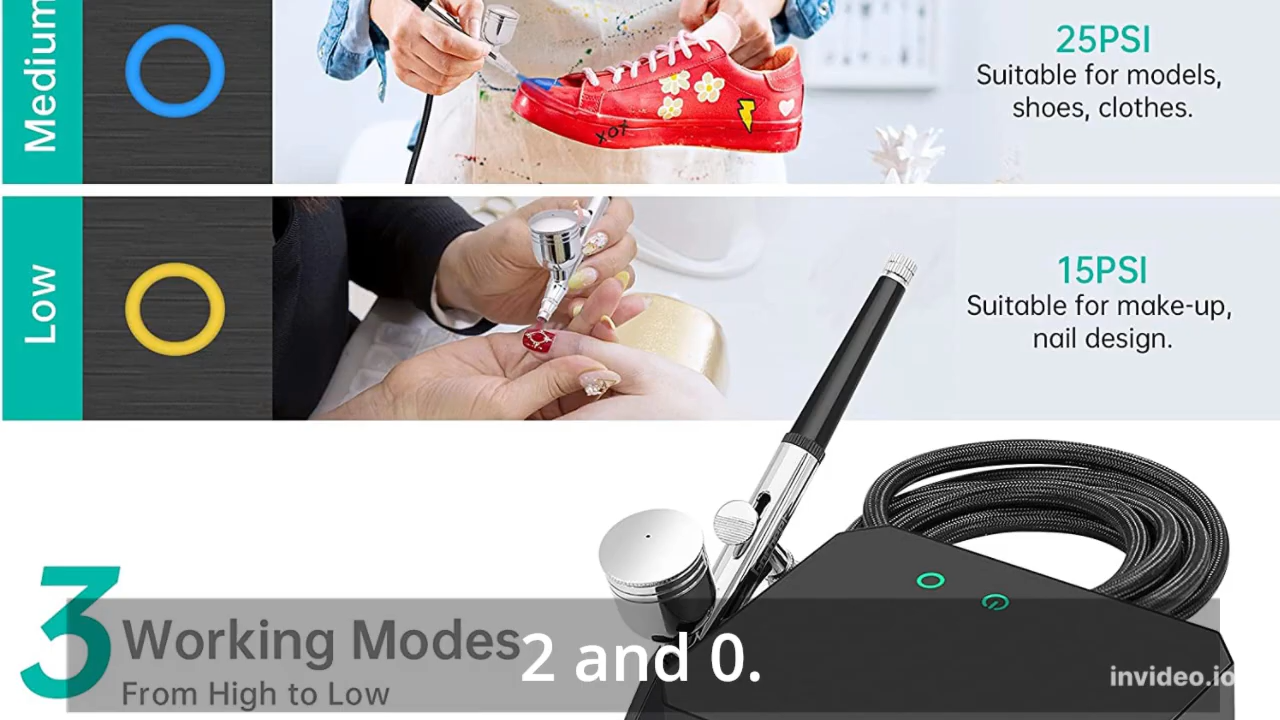 Medium
25PSI
Suitable for models,
shoes, clothes.
xox
Low
15PSI
Suitable for make-up,
nail design.
3 Working Modes
From High to Low
2 and 0.
invideo.io